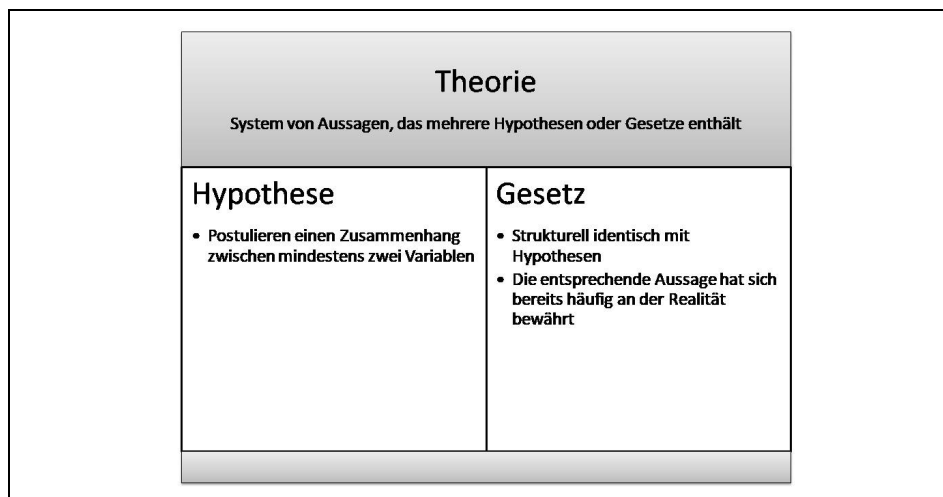 Theorie
System von Aussagen, das mehrere Hypothesen oder Gesetze enthält
Hypothese
• Postulieren einen Zusammenhang
zwischen mindestens zwei Variablen
Gesetz
• Strukturell identisch mit
Hypothesen
• Die entsprechende Aussage hat sich
bereits häufig an der Realität
bewährt